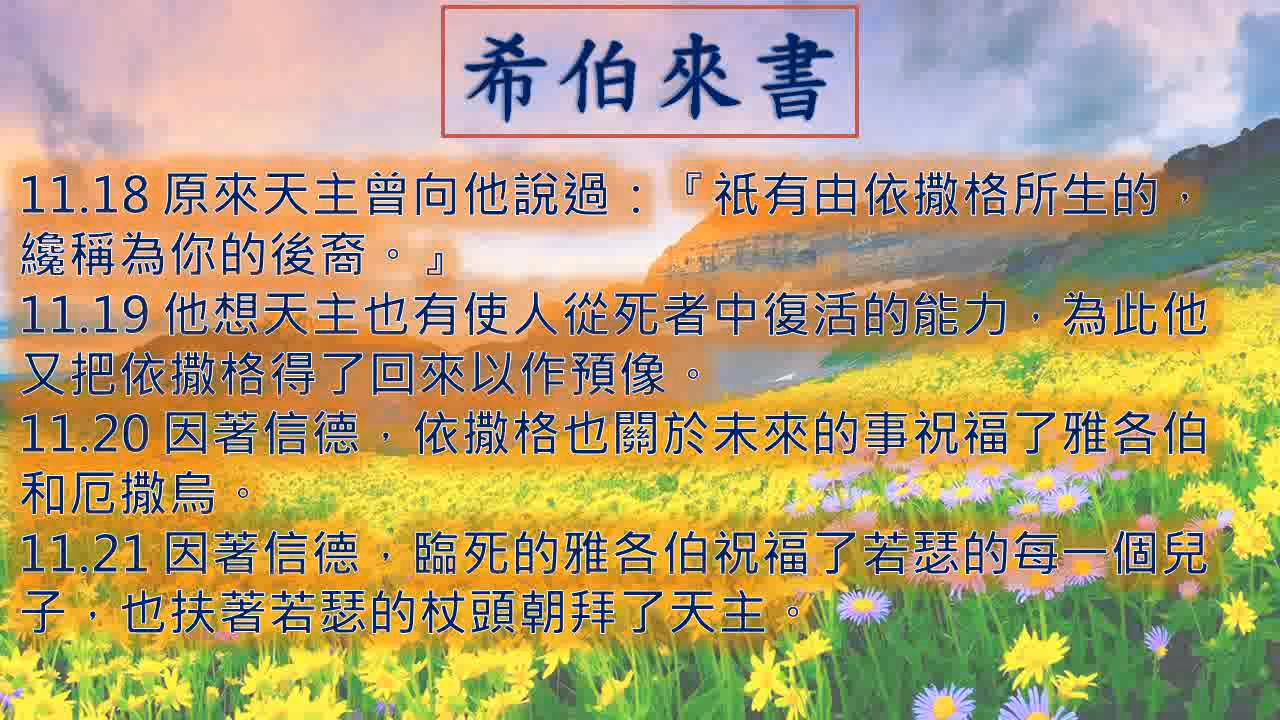 希伯來書
11.18 原來天主曾向他說過：『祇有由依撒格所生的，
纔稱為你的後裔。』
11.19 他想天主也有使人從死者中復活的能力，為此他
又把依撒格得了回來以作預像。
11.20 因著信德，依撒格也關於未來的事祝福了雅各伯
和厄撒烏。
11.21 因著信德，臨死的雅各伯祝福了若瑟的每一個兒
子，也扶著若瑟的杖頭朝拜了天主。